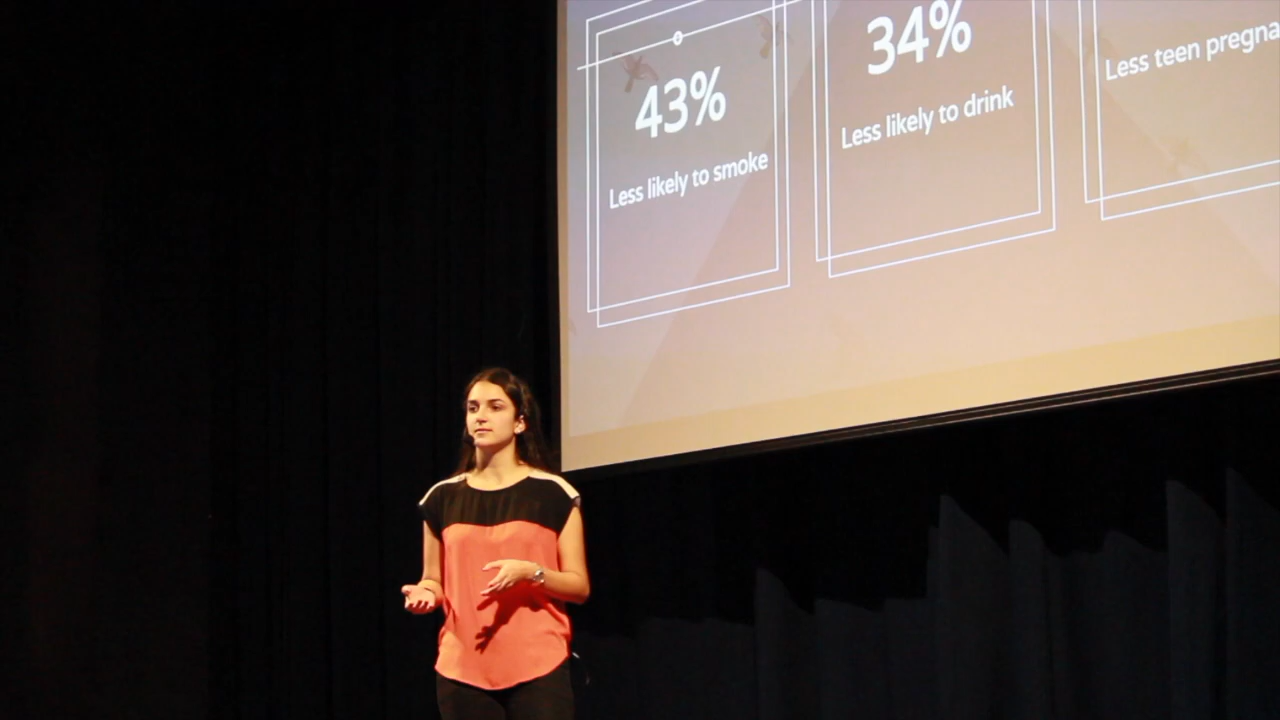 43%
Less likely to smoke
34%
Less likely to drink
Less teen